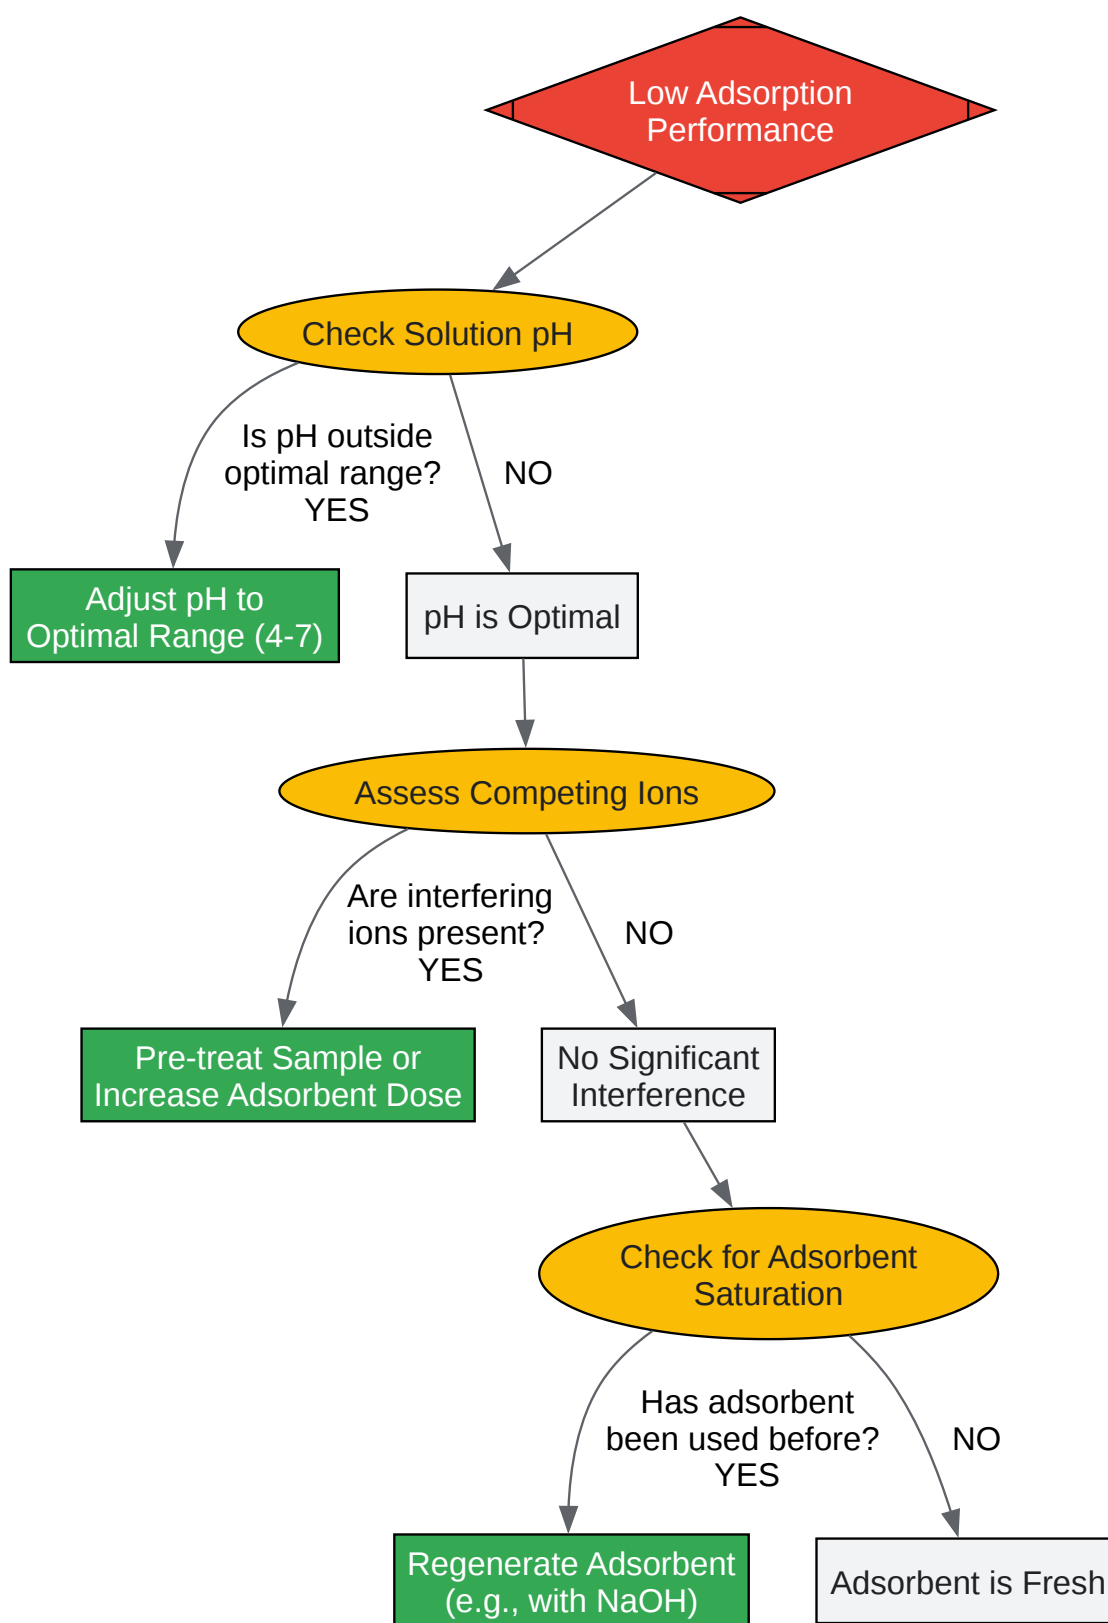 Low Adsorption
Performance
Check Solution pH
Is pH outside
optimal range?
YES
NO
Adjust pH to
Optimal Range (4-7)
pH is Optimal
Assess Competing Ions
Are interfering
ions present?
YES
NO
Pre-treat Sample or
Increase Adsorbent Dose
No Significant
Interference
Check for Adsorbent
Saturation
Has adsorbent
been used before?
YES
NO
Regenerate Adsorbent
(e.g., with NaOH)
Adsorbent is Fresh